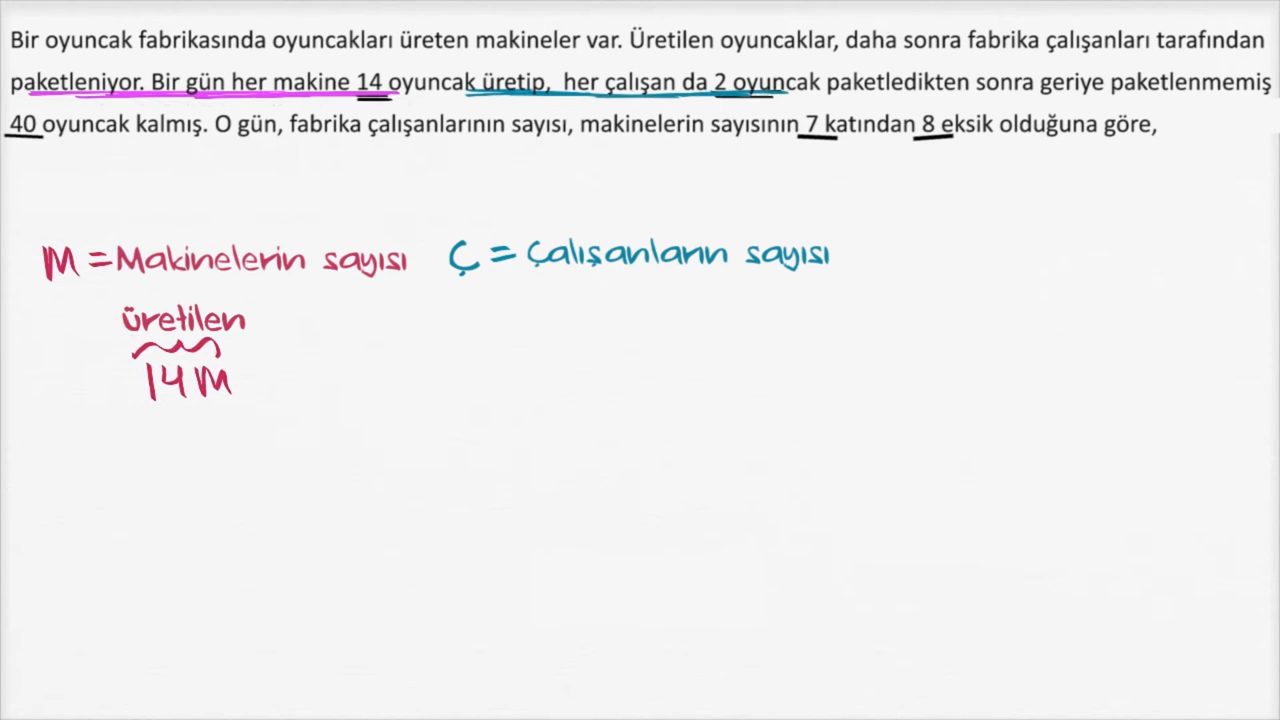 Bir oyuncak fabrikasında oyuncakları üreten makineler var. Üretilen oyuncaklar, daha sonra fabrika çalışanları tarafından
paketleniyor. Bir gün her makine 14 oyuncak üretip, her çalışan da 2 oyuncak paketledikten sonra geriye paketlenmemiş
40 oyuncak kalmış. O gün, fabrika çalışanlarının sayısı, makinelerin sayısının 7 katından 8 eksik olduğuna göre,
M = Makinelerin sayısı Ç = Çalışanların sayısı
üretilen
14 M